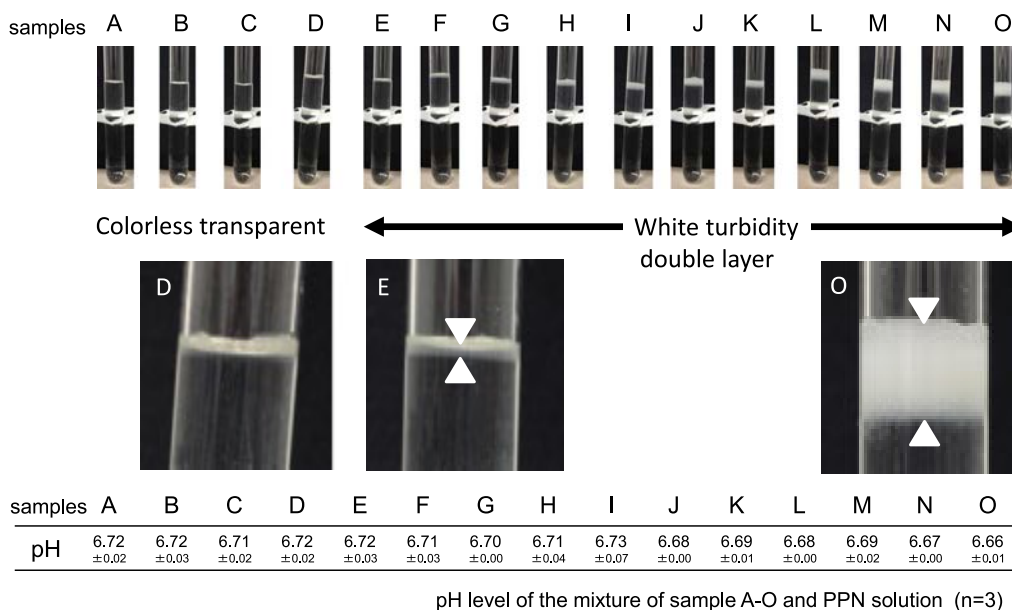 samples A B C D E F G H I J K L M N O
Colorless transparent
White turbidity
double layer
D E O
samples A B C D E F G H I J K L M N O
pH 6.72 6.72 6.71 6.72 6.72 6.71 6.70 6.71 6.73 6.68 6.69 6.68 6.69 6.67 6.66
±0.02 ±0.03 ±0.02 ±0.02 ±0.03 ±0.03 ±0.00 ±0.04 ±0.07 ±0.00 ±0.01 ±0.00 ±0.02 ±0.00 ±0.01
pH level of the mixture of sample A-O and PPN solution (n=3)